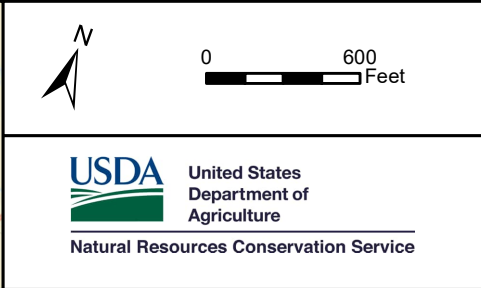 N
0 600
Feet
USDA
United States
Department of
Agriculture
Natural Resources Conservation Service